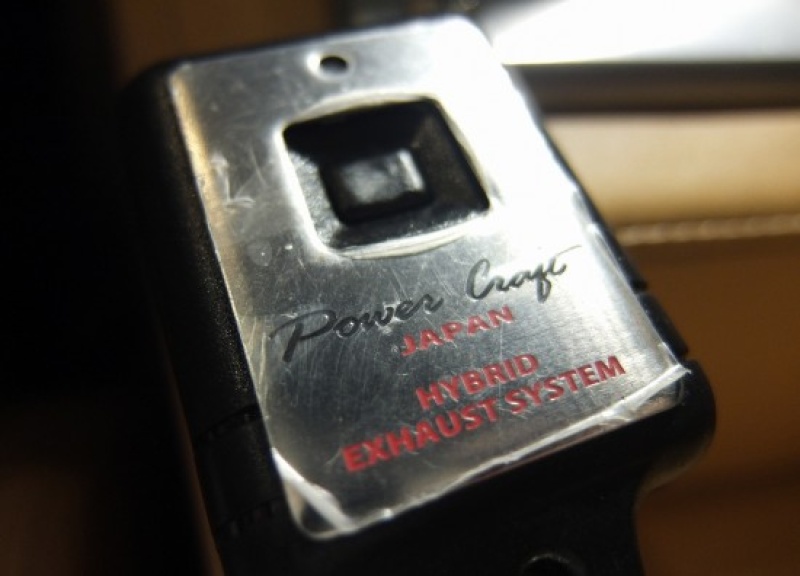 Power Craft
JAPAN
HYBRID
EXHAUST SYSTEM